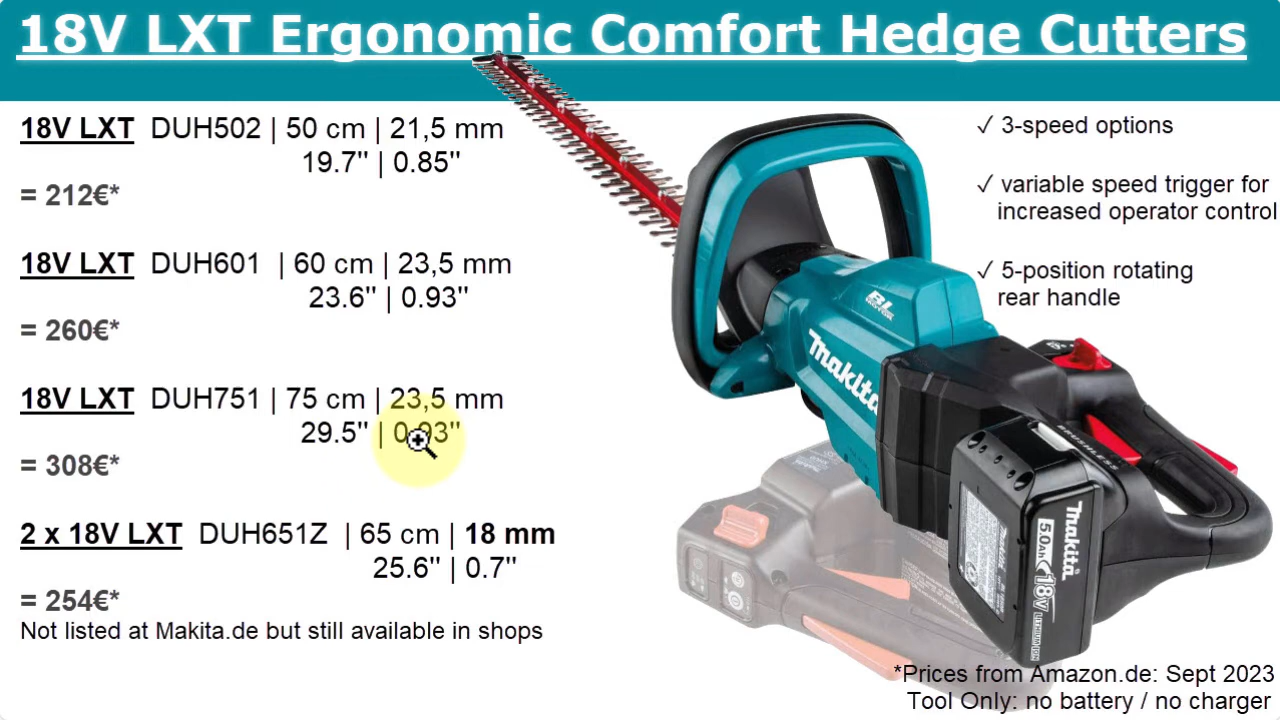 18V LXT Ergonomic Comfort Hedge Cutters
18V LXT DUH502 | 50 cm | 21,5 mm
19.7" | 0.85"
= 212€*
18V LXT DUH601 | 60 cm | 23,5 mm
23.6" | 0.93"
= 260€*
18V LXT DUH751 | 75 cm | 23,5 mm
29.5" | 0.93"
= 308€*
2 x 18V LXT DUH651Z | 65 cm | 18 mm
25.6" | 0.7"
= 254€*
Not listed at Makita.de but still available in shops
✓ 3-speed options
✓ variable speed trigger for
increased operator control
✓ 5-position rotating
rear handle
BL
Makita
BRUSHLESS
Makita
5.0Ah
18V LITHIUM-ION
*Prices from Amazon.de: Sept 2023
Tool Only: no battery / no charger